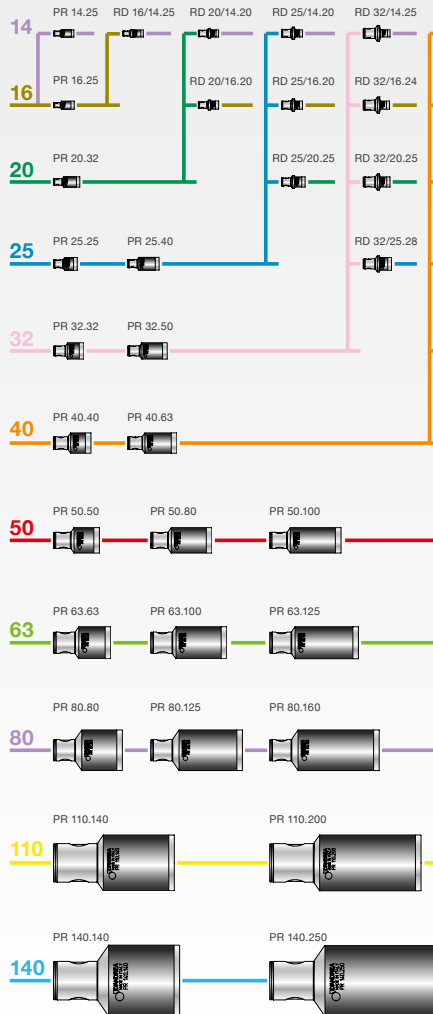 PR 14.25 RD 16/14.25 RD 20/14.20 RD 25/14.20 RD 32/14.25
14
PR 16.25 RD 20/16.20 RD 25/16.20 RD 32/16.24
16
PR 20.32 RD 25/20.25 RD 32/20.25
20
PR 25.25 PR 25.40 RD 32/25.28
25
PR 32.32 PR 32.50
32
PR 40.40 PR 40.63
40
PR 50.50 PR 50.80 PR 50.100
50
PR 63.63 PR 63.100 PR 63.125
63
PR 80.80 PR 80.125 PR 80.160
80
PR 110.140 PR 110.200
110
PR 140.140 PR 140.250
140